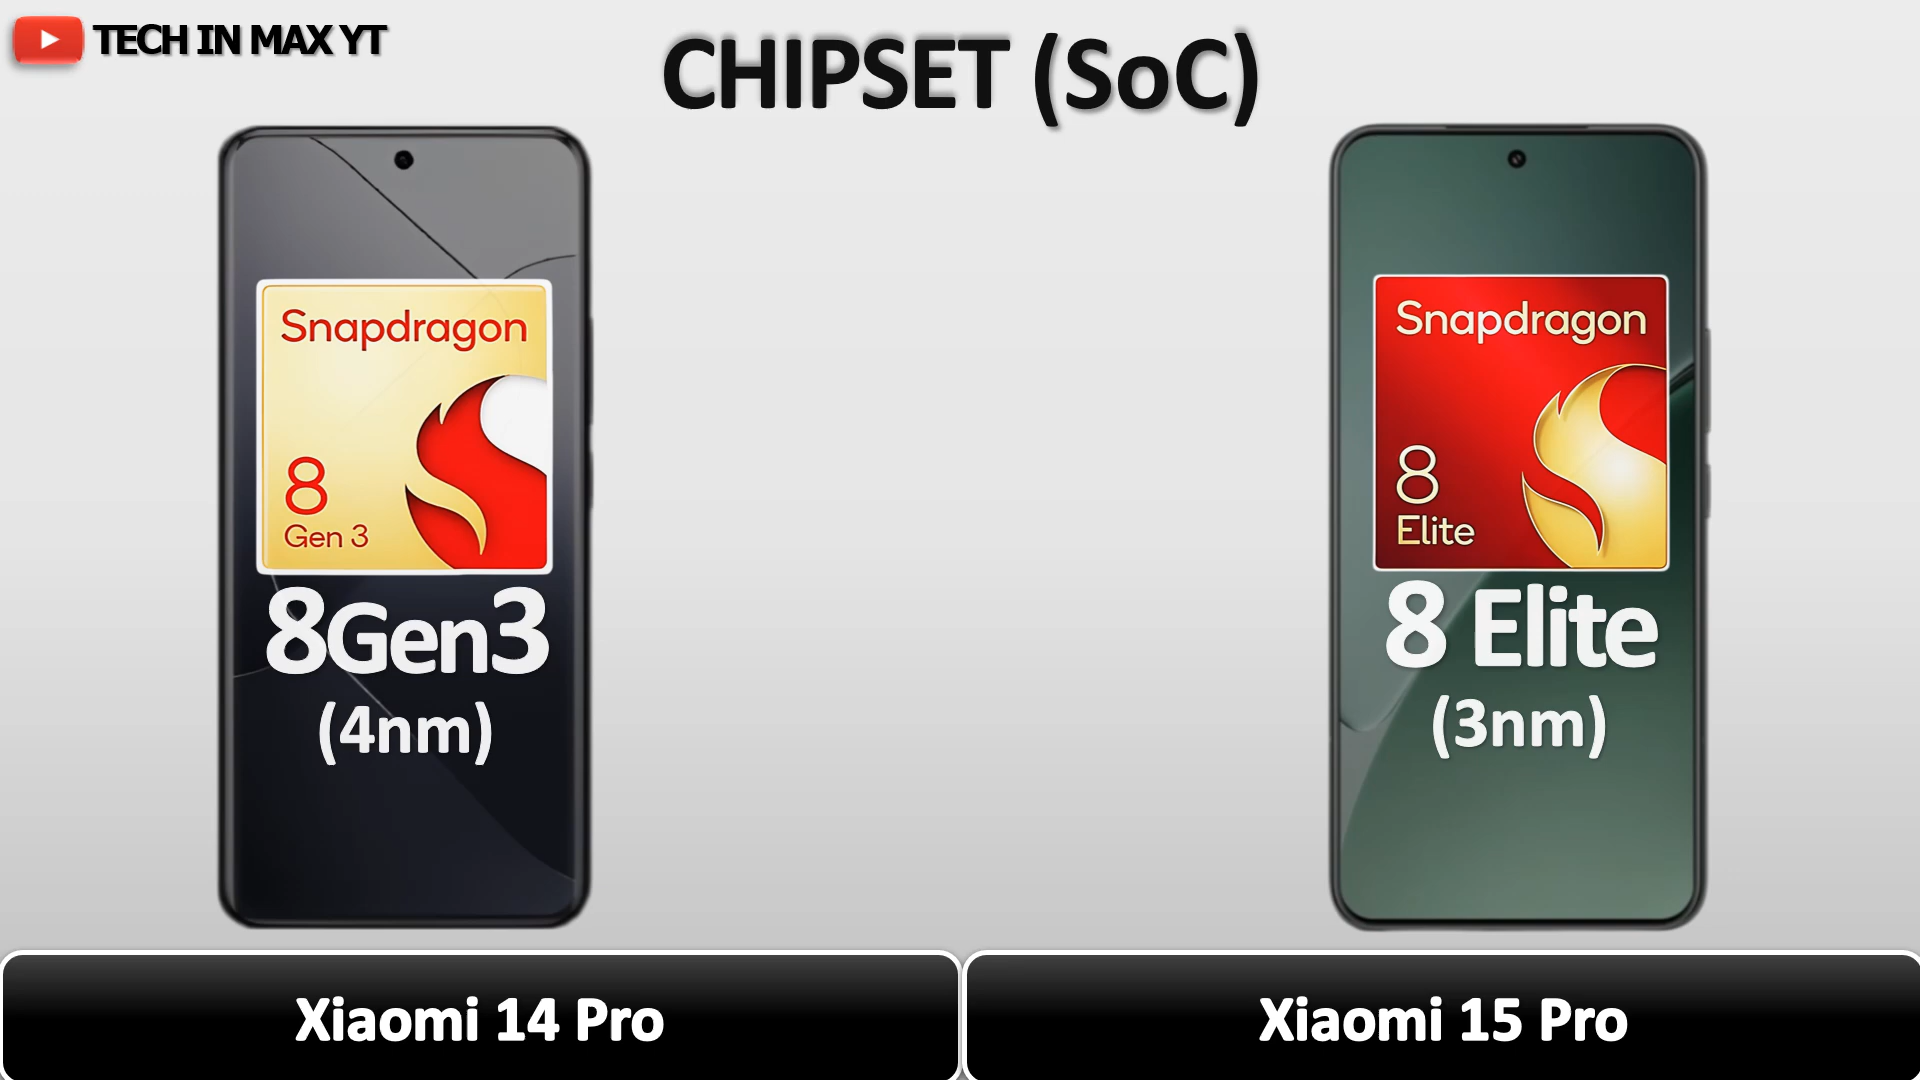 TECH IN MAX YT
CHIPSET (SoC)
Snapdragon
8
Gen 3
8Gen3
(4nm)
Snapdragon
8
Elite
8 Elite
(3nm)
Xiaomi 14 Pro
Xiaomi 15 Pro